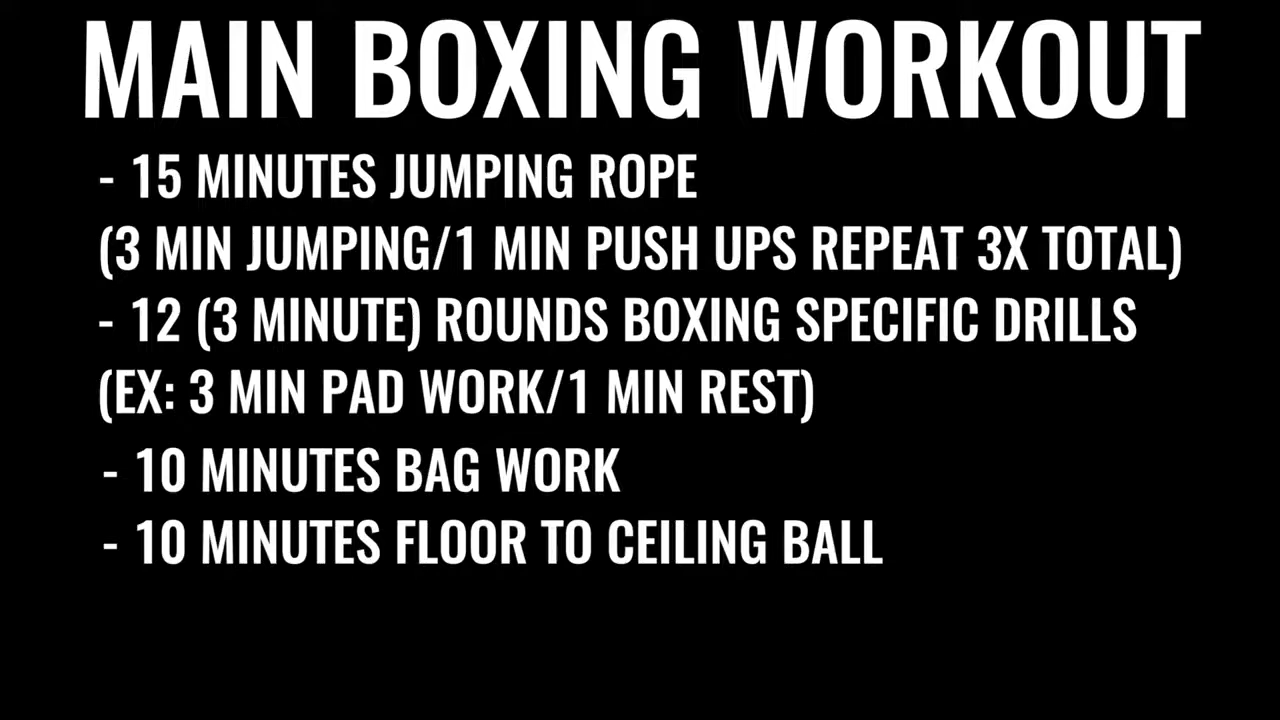 MAIN BOXING WORKOUT
- 15 MINUTES JUMPING ROPE
(3 MIN JUMPING/1 MIN PUSH UPS REPEAT 3X TOTAL)
- 12 (3 MINUTE) ROUNDS BOXING SPECIFIC DRILLS
(EX: 3 MIN PAD WORK/1 MIN REST)
- 10 MINUTES BAG WORK
- 10 MINUTES FLOOR TO CEILING BALL